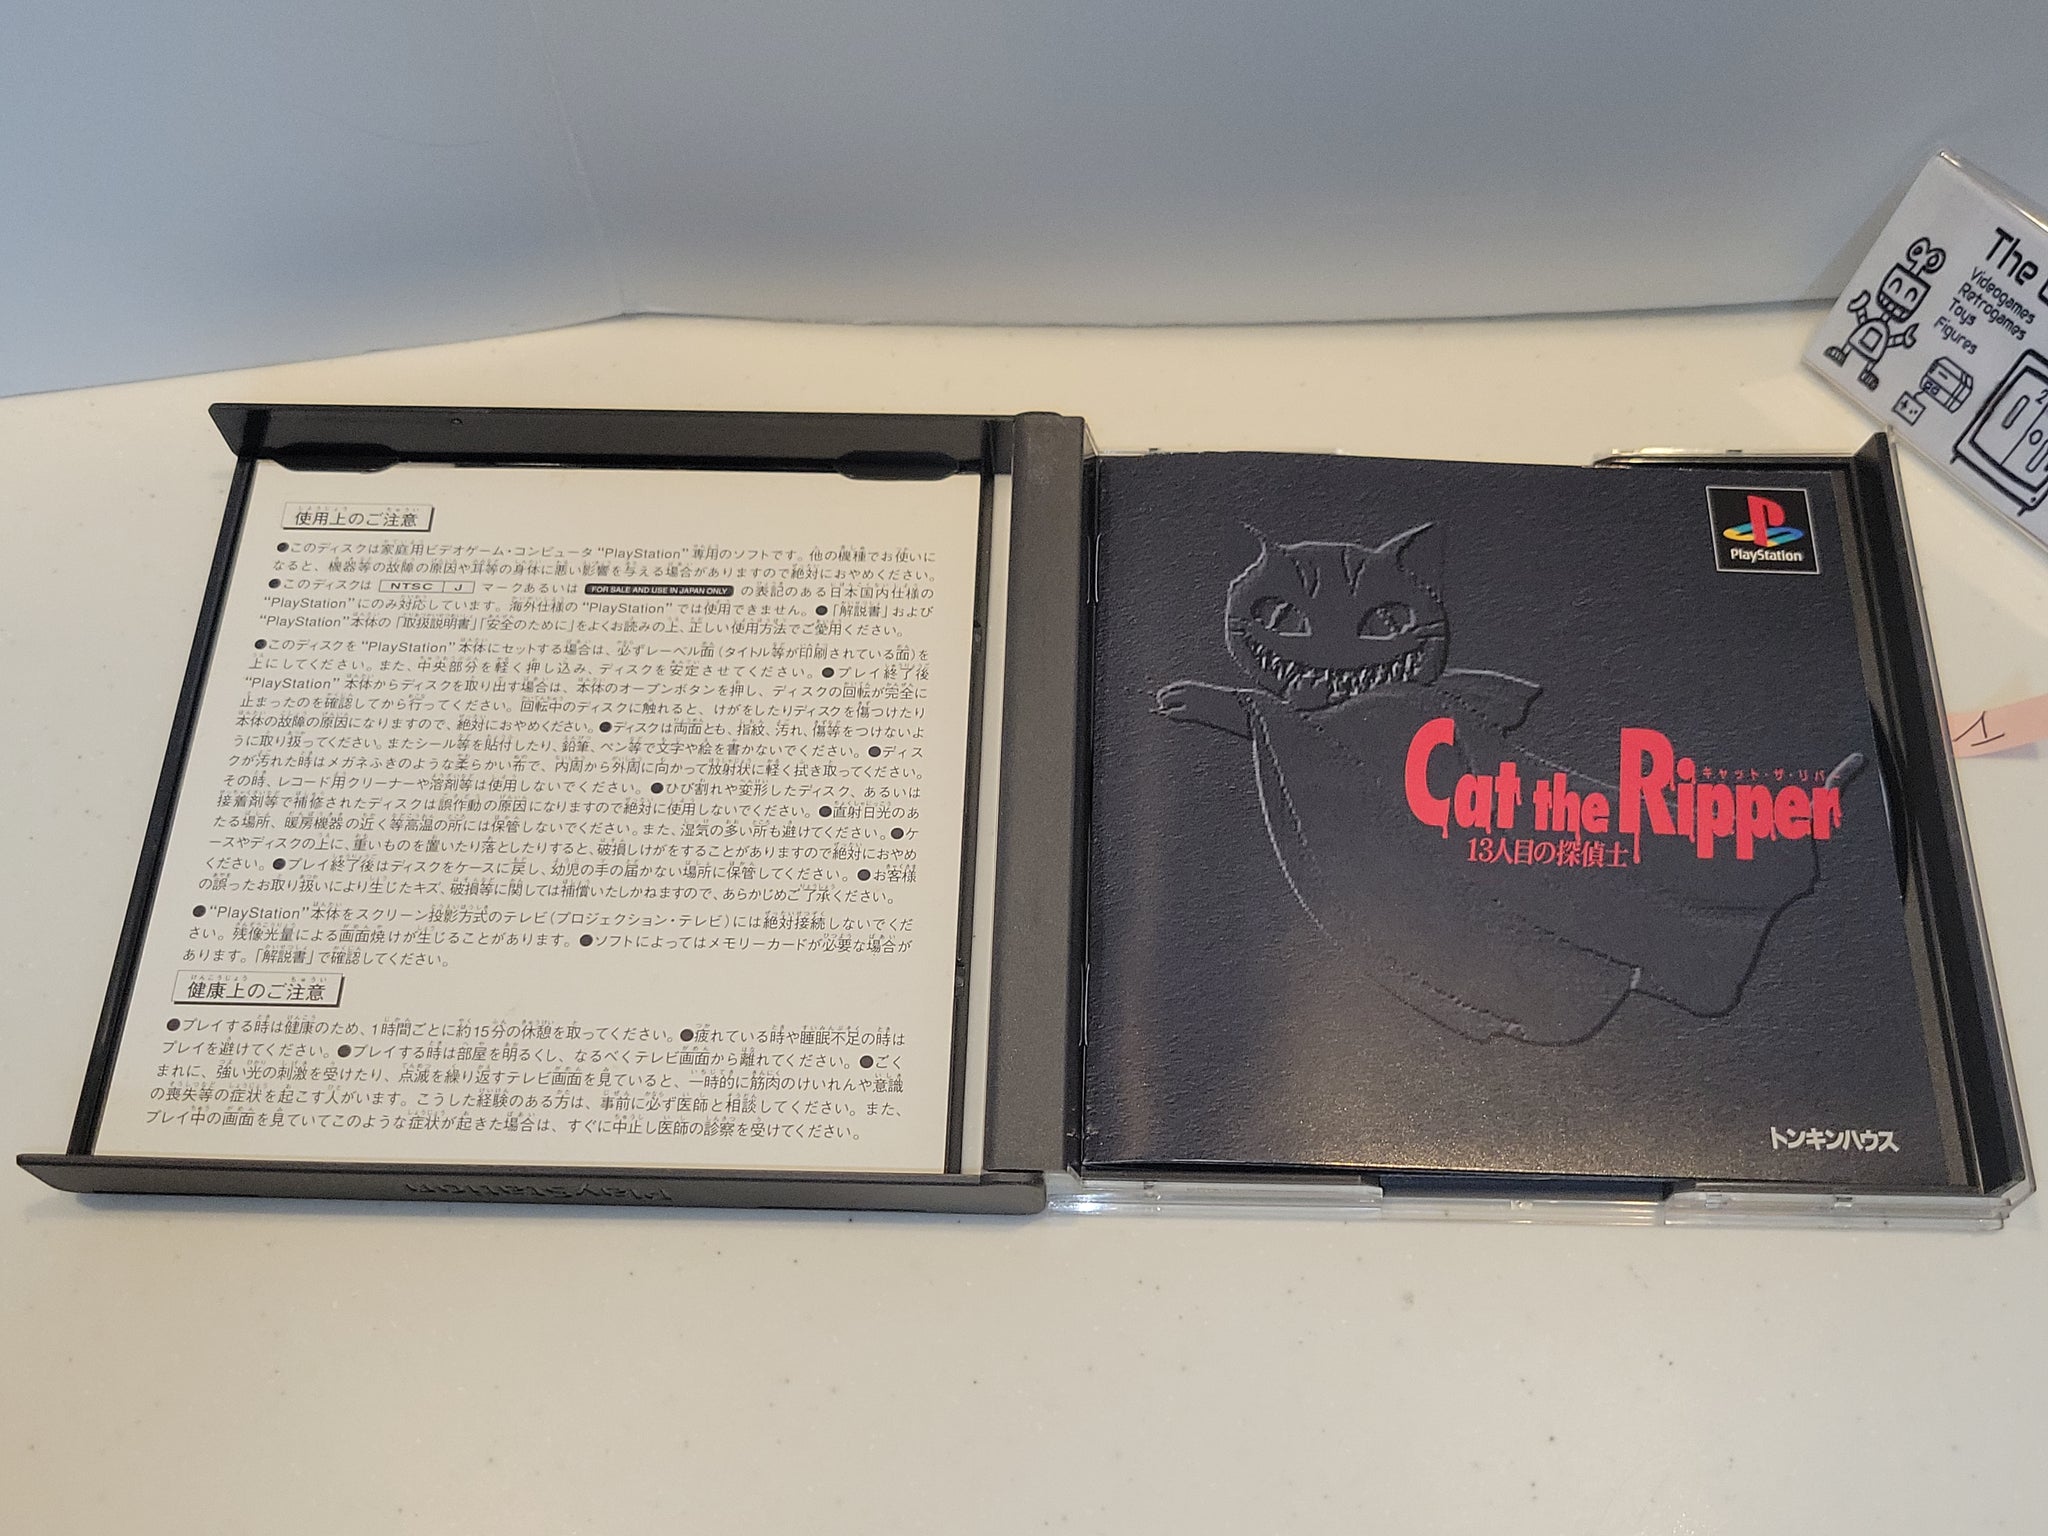 使用上のご注意
●このディスクは家庭用ビデオゲーム・コンピュータ“PlayStation”専用のソフトです。他の機種でお使いに
なると、機器等の故障の原因や耳等の身体に悪い影響を与える場合がありますので絶対におやめください。
●このディスクは NTSC J マークあるいは FOR SALE AND USE IN JAPAN ONLY の表記のある日本国内仕様の
“PlayStation”にのみ対応しています。海外仕様の“PlayStation”では使用できません。●「解説書」および
“PlayStation”本体の「取扱説明書」「安全のために」をよくお読みの上、正しい使用方法でご愛用ください。
●このディスクを“PlayStation”本体にセットする場合は、必ずレーベル面(タイトル等が印刷されている面)を
上にしてください。また、中央部分を軽く押し込み、ディスクを安定させてください。●プレイ終了後
“PlayStation”本体からディスクを取り出す場合は、本体のオープンボタンを押し、ディスクの回転が完全に
止まったのを確認してから行ってください。回転中のディスクに触れると、けがをしたりディスクを傷つけたり
本体の故障の原因になりますので、絶対におやめください。●ディスクは両面とも、指紋、汚れ、傷等をつけないよ
うに取り扱ってください。またシール等を貼付したり、鉛筆、ペン等で文字や絵を書かないでください。●ディス
クが汚れた時はメガネふきのような柔らかい布で、内周から外周に向かって放射状に軽く拭き取ってください。
その時、レコード用クリーナーや溶剤等は使用しないでください。●ひび割れや変形したディスク、あるいは
接着剤等で補修されたディスクは誤作動の原因になりますので絶対に使用しないでください。●直射日光のあ
たる場所、暖房機器の近く等高温の所には保管しないでください。また、湿気の多い所も避けてください。●ケ
ースやディスクの上に、重いものを置いたり落としたりすると、破損しけがをすることがありますので絶対におやめ
ください。●プレイ終了後はディスクをケースに戻し、幼児の手の届かない場所に保管してください。●お客様
の誤ったお取り扱いにより生じたキズ、破損等に関しては補償いたしかねますので、あらかじめご了承ください。
●“PlayStation”本体をスクリーン投影方式のテレビ(プロジェクション・テレビ)には絶対接続しないでくだ
さい。残像光量による画面焼けが生じることがあります。●ソフトによってはメモリーカードが必要な場合が
あります。「解説書」で確認してください。
健康上のご注意
●プレイする時は健康のため、1時間ごとに約15分の休憩を取ってください。●疲れている時や睡眠不足の時は
プレイを避けてください。●プレイする時は部屋を明るくし、なるべくテレビ画面から離れてください。●ごく
まれに、強い光の刺激を受けたり、点滅を繰り返すテレビ画面を見ていると、一時的に筋肉のけいれんや意識
の喪失等の症状を起こす人がいます。こうした経験のある方は、事前に必ず医師と相談してください。また、
プレイ中の画面を見ていてこのような症状が起きた場合は、すぐに中止し医師の診察を受けてください。
PlayStation
PlayStation
Cat the Ripper
キャット・ザ・リパー
13人目の探偵士
トンキンハウス
The
Videogames
Retrogames
Toys
Figures
2
1